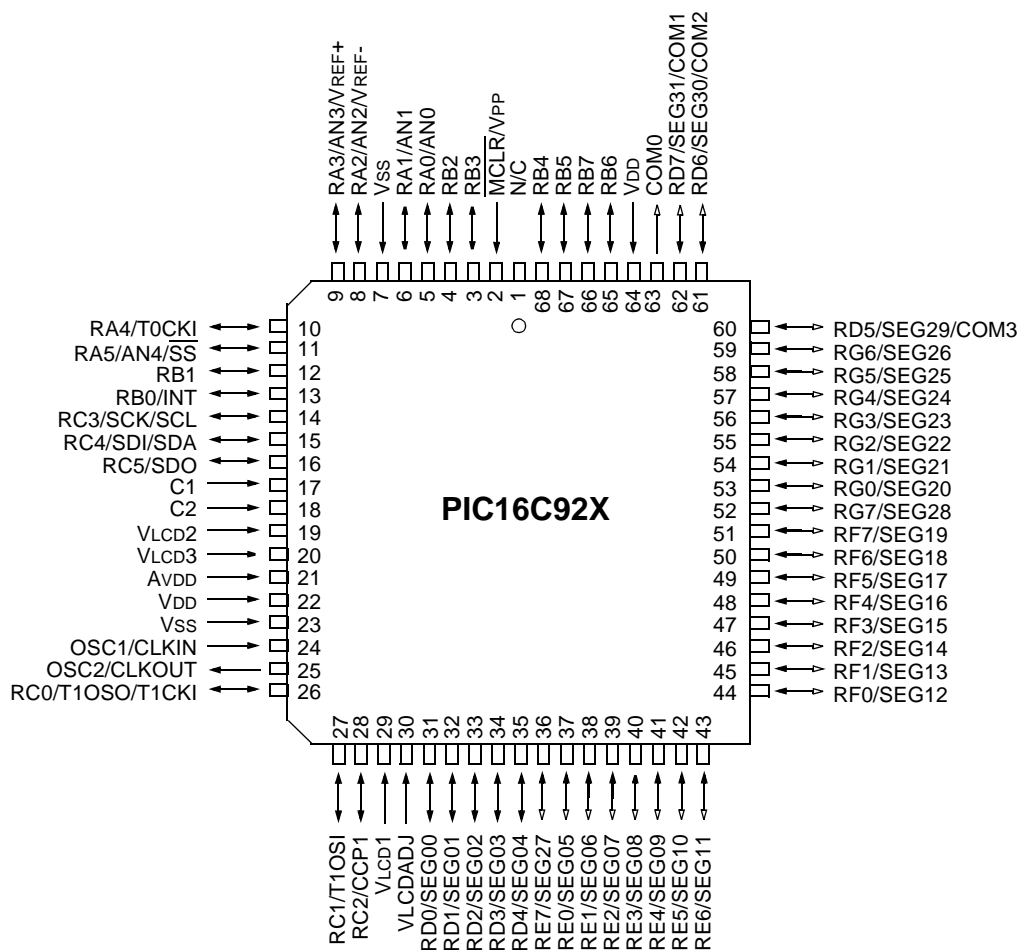 RA3/AN3/VREF+
RA2/AN2/VREF-
VSS
RA1/AN1
RA0/AN0
RB2
RB3
MCLR/VPP
N/C
RB4
RB5
RB7
RB6
VDD
COM0
RD7/SEG31/COM1
RD6/SEG30/COM2
9 8 7 6 5 4 3 2 1 68 67 66 65 64 63 62 61
RA4/T0CKI 10
RA5/AN4/SS 11
RB1 12
RB0/INT 13
RC3/SCK/SCL 14
RC4/SDI/SDA 15
RC5/SDO 16
C1 17
C2 18
VLCD2 19
VLCD3 20
AVDD 21
VDD 22
VSS 23
OSC1/CLKIN 24
OSC2/CLKOUT 25
RC0/T1OSO/T1CKI 26
PIC16C92X
60 RD5/SEG29/COM3
59 RG6/SEG26
58 RG5/SEG25
57 RG4/SEG24
56 RG3/SEG23
55 RG2/SEG22
54 RG1/SEG21
53 RG0/SEG20
52 RG7/SEG28
51 RF7/SEG19
50 RF6/SEG18
49 RF5/SEG17
48 RF4/SEG16
47 RF3/SEG15
46 RF2/SEG14
45 RF1/SEG13
44 RF0/SEG12
27 28 29 30 31 32 33 34 35 36 37 38 39 40 41 42 43
RC1/T1OSI
RC2/CCP1
VLCD1
VLCDADJ
RD0/SEG00
RD1/SEG01
RD2/SEG02
RD3/SEG03
RD4/SEG04
RE7/SEG27
RE0/SEG05
RE1/SEG06
RE2/SEG07
RE3/SEG08
RE4/SEG09
RE5/SEG10
RE6/SEG11